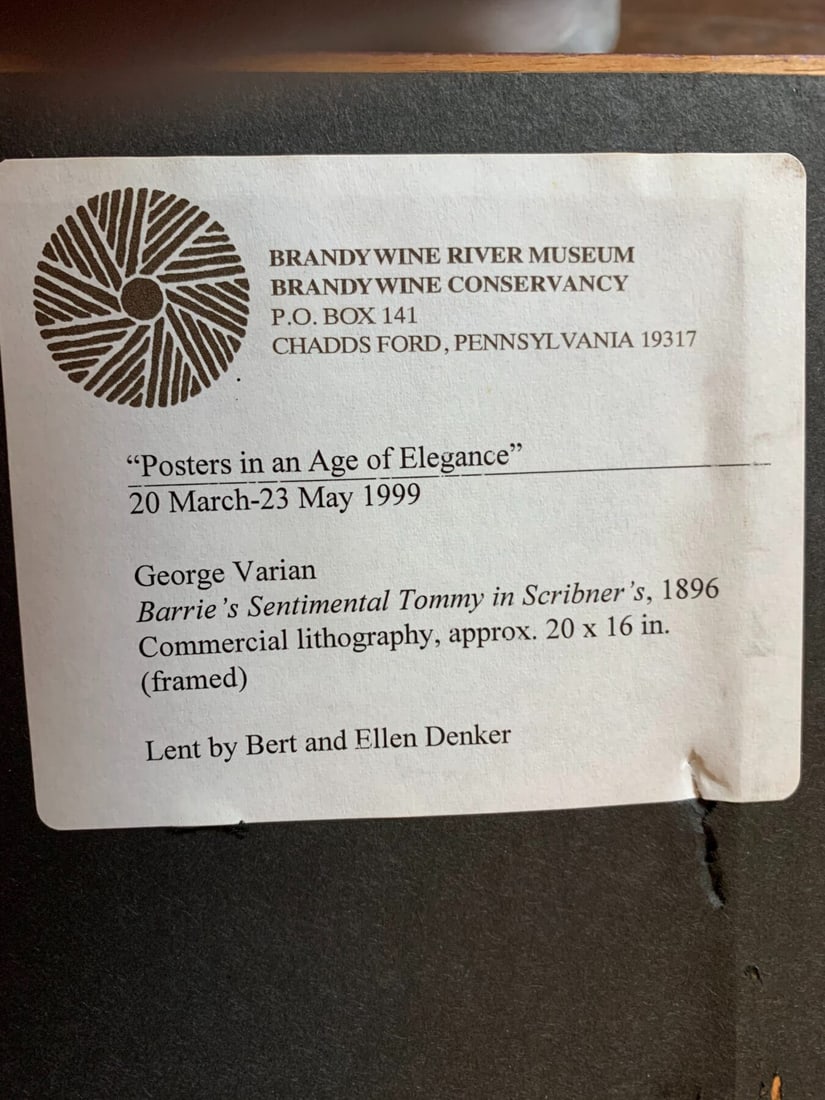 BRANDYWINE RIVER MUSEUM
BRANDYWINE CONSERVANCY
P.O. BOX 141
CHADDS FORD, PENNSYLVANIA 19317
“Posters in an Age of Elegance”
20 March-23 May 1999
George Varian
Barrie’s Sentimental Tommy in Scribner’s, 1896
Commercial lithography, approx. 20 x 16 in.
(framed)
Lent by Bert and Ellen Denker